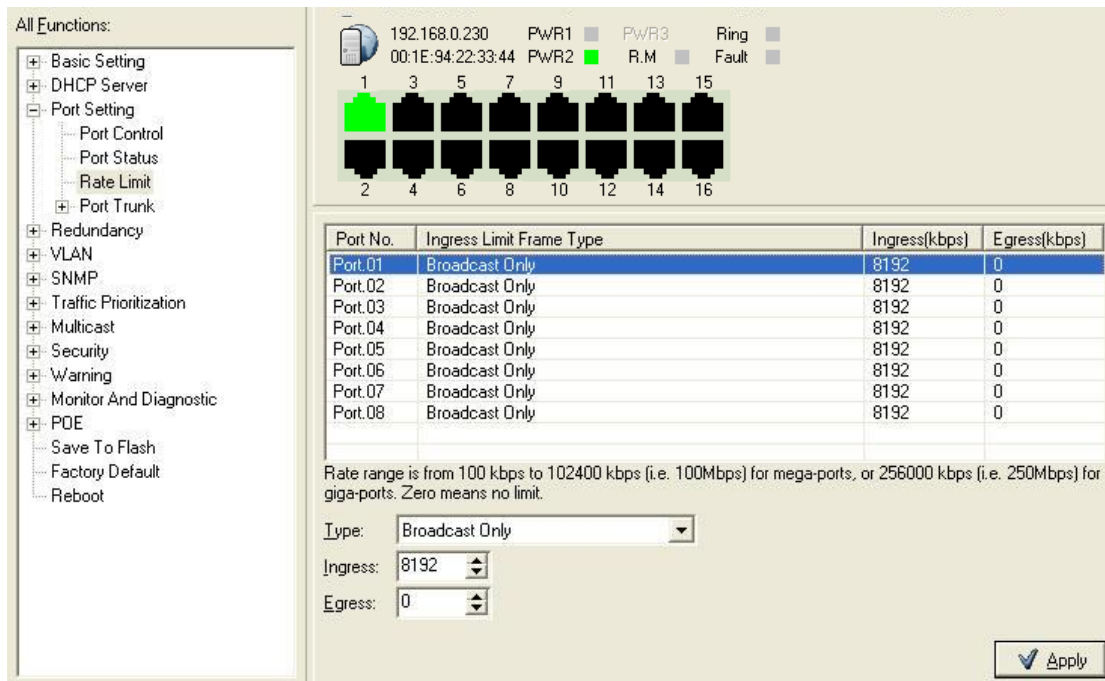 All Functions:
Basic Setting
DHCP Server
Port Setting
Port Control
Port Status
Rate Limit
Port Trunk
Redundancy
VLAN
SNMP
Traffic Prioritization
Multicast
Security
Warning
Monitor And Diagnostic
POE
Save To Flash
Factory Default
Reboot
192.168.0.230 PWR1 PWR3 Ring
00:1E:94:22:33:44 PWR2 R.M Fault
1 3 5 7 9 11 13 15
2 4 6 8 10 12 14 16
Port No. Ingress Limit Frame Type Ingress(kbps) Egress(kbps)
Port.01 Broadcast Only 8192 0
Port.02 Broadcast Only 8192 0
Port.03 Broadcast Only 8192 0
Port.04 Broadcast Only 8192 0
Port.05 Broadcast Only 8192 0
Port.06 Broadcast Only 8192 0
Port.07 Broadcast Only 8192 0
Port.08 Broadcast Only 8192 0
Rate range is from 100 kbps to 102400 kbps (i.e. 100Mbps) for mega-ports, or 256000 kbps (i.e. 250Mbps) for
giga-ports. Zero means no limit.
Type: Broadcast Only
Ingress: 8192
Egress: 0
Apply